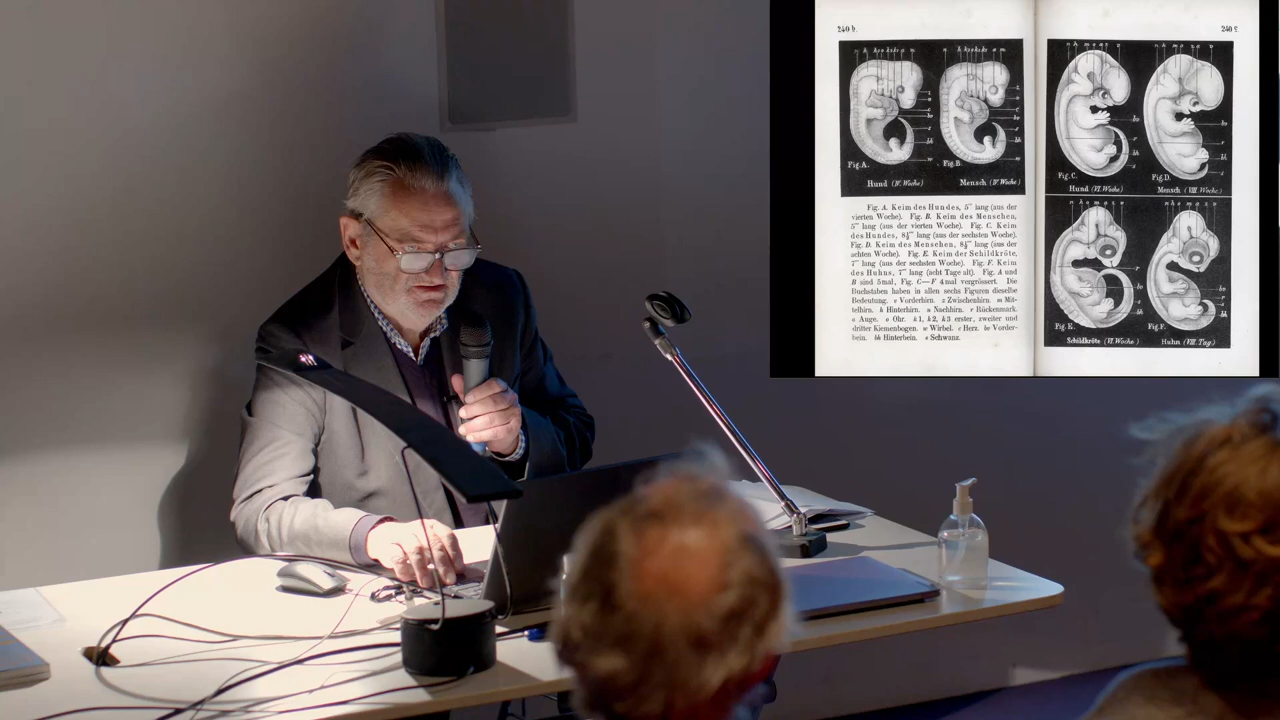 240 b.
Fig. A.
Fig. B.
Hund (IV. Woche)
Mensch (IV. Woche)
Fig. A. Keim des Hundes, 5''' lang (aus der
vierten Woche). Fig. B. Keim des Menschen,
5''' lang (aus der vierten Woche). Fig. C. Keim
des Hundes, 8½''' lang (aus der sechsten Woche).
Fig. D. Keim des Menschen, 8½''' lang (aus der
achten Woche). Fig. E. Keim der Schildkröte,
7''' lang (aus der sechsten Woche). Fig. F. Keim
des Huhns, 7''' lang (acht Tage alt). Fig. A und
B sind 5mal, Fig. C—F 4mal vergrössert. Die
Buchstaben haben in allen sechs Figuren dieselbe
Bedeutung. v Vorderhirn. z Zwischenhirn. m Mit-
telhirn. h Hinterhirn. n Nachhirn. r Rückenmark.
a Auge. o Ohr. k1, k2, k3 erster, zweiter und
dritter Kiemenbogen. w Wirbel. c Herz. bv Vorder-
bein. bh Hinterbein. s Schwanz.
240 c.
Fig. C.
Fig. D.
Hund (VI. Woche)
Mensch (VIII. Woche.)
Fig. E.
Fig. F.
Schildkröte (VI. Woche)
Huhn (VIII. Tag)